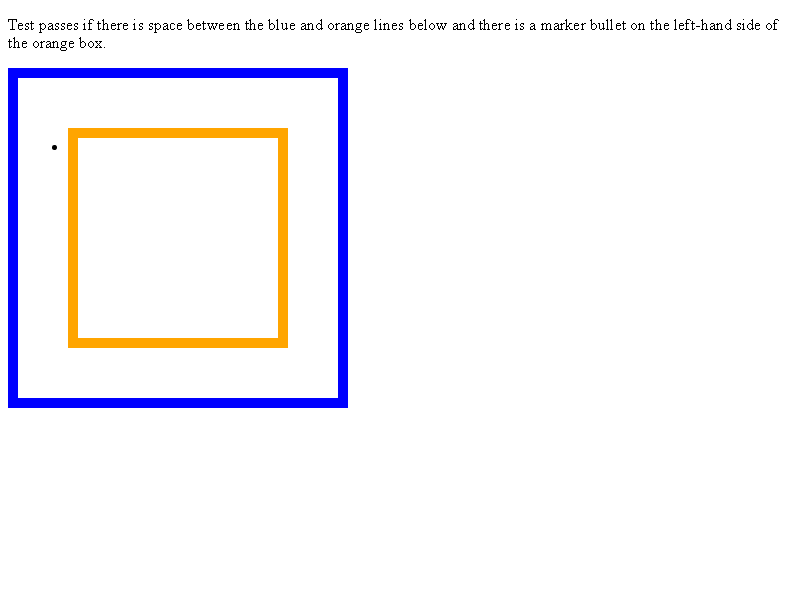 Test passes if there is space between the blue and orange lines below and there is a marker bullet on the left-hand side of
the orange box.